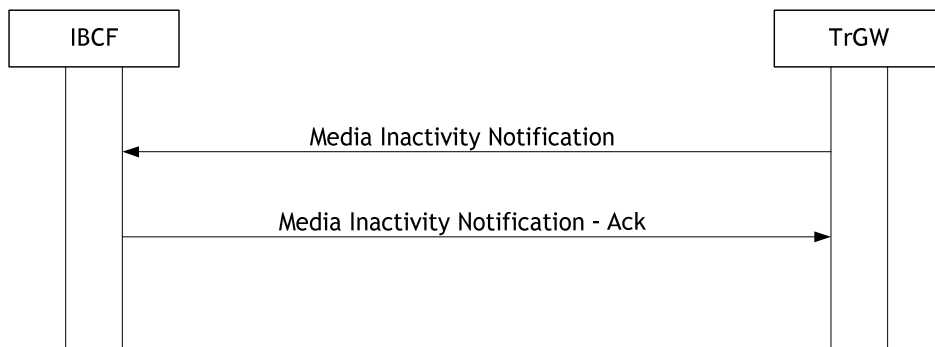 IBCF
TrGW
Media Inactivity Notification
Media Inactivity Notification - Ack